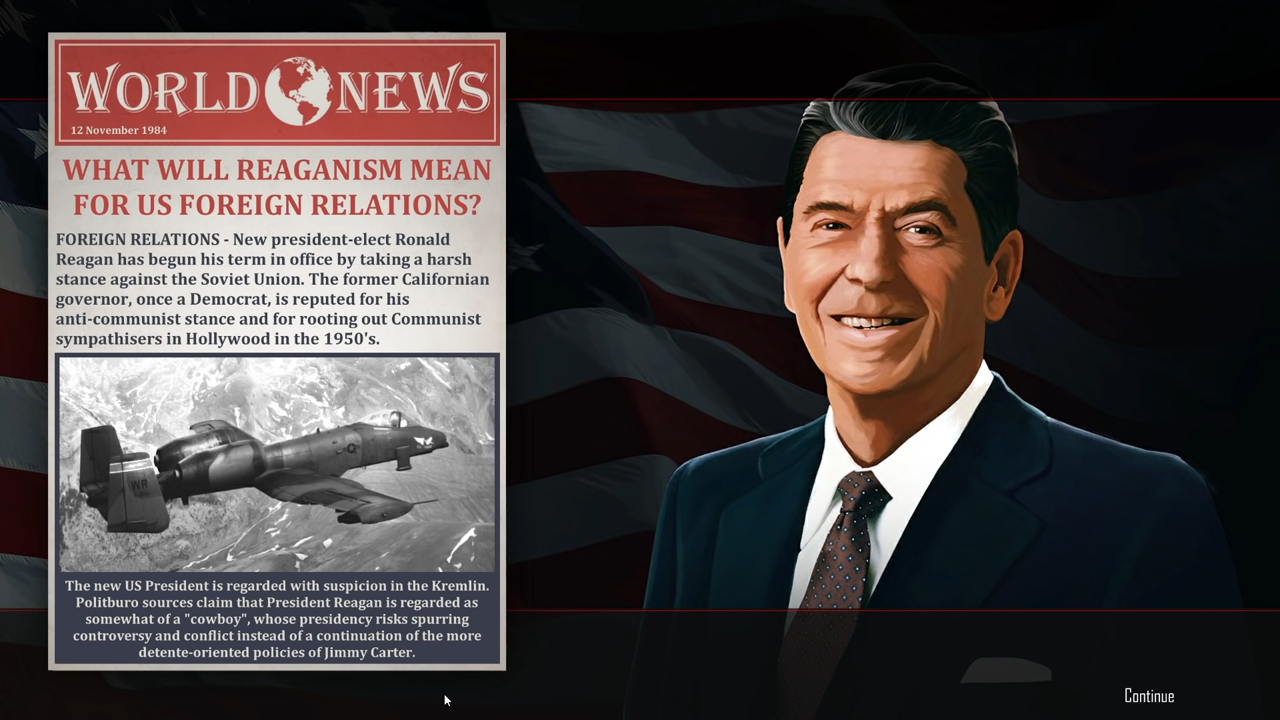 WORLD NEWS
12 November 1984
WHAT WILL REAGANISM MEAN
FOR US FOREIGN RELATIONS?
FOREIGN RELATIONS - New president-elect Ronald
Reagan has begun his term in office by taking a harsh
stance against the Soviet Union. The former Californian
governor, once a Democrat, is reputed for his
anti-communist stance and for rooting out Communist
sympathisers in Hollywood in the 1950's.
WR
The new US President is regarded with suspicion in the Kremlin.
Politburo sources claim that President Reagan is regarded as
somewhat of a "cowboy", whose presidency risks spurring
controversy and conflict instead of a continuation of the more
detente-oriented policies of Jimmy Carter.
Continue